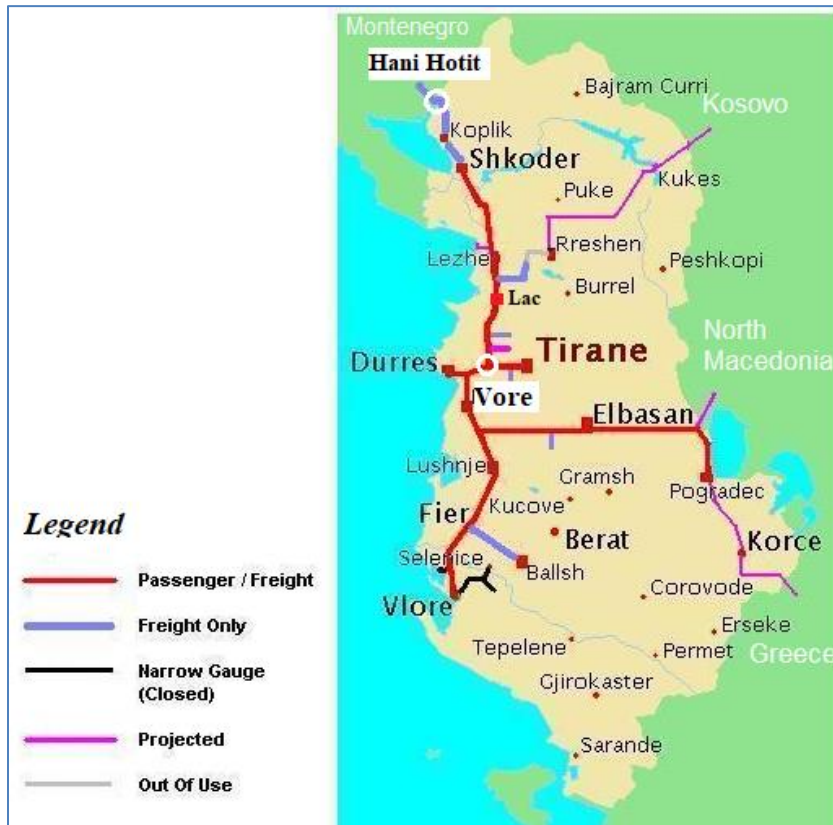 Montenegro
Hani Hotit
Bajram Curri
Kosovo
Koplik
Shkoder
Kukes
Puke
Lezhe
Rreshen
Peshkopi
Burrel
Lac
North
Macedonia
Tirane
Durres
Vore
Elbasan
Lushnje
Gramsh
Kucove
Pogradec
Fier
Berat
Korce
Selenice
Ballsh
Vlore
Corovode
Erseke
Tepelene
Permet
Greece
Gjirokaster
Sarande
Legend
Passenger / Freight
Freight Only
Narrow Gauge
(Closed)
Projected
Out Of Use